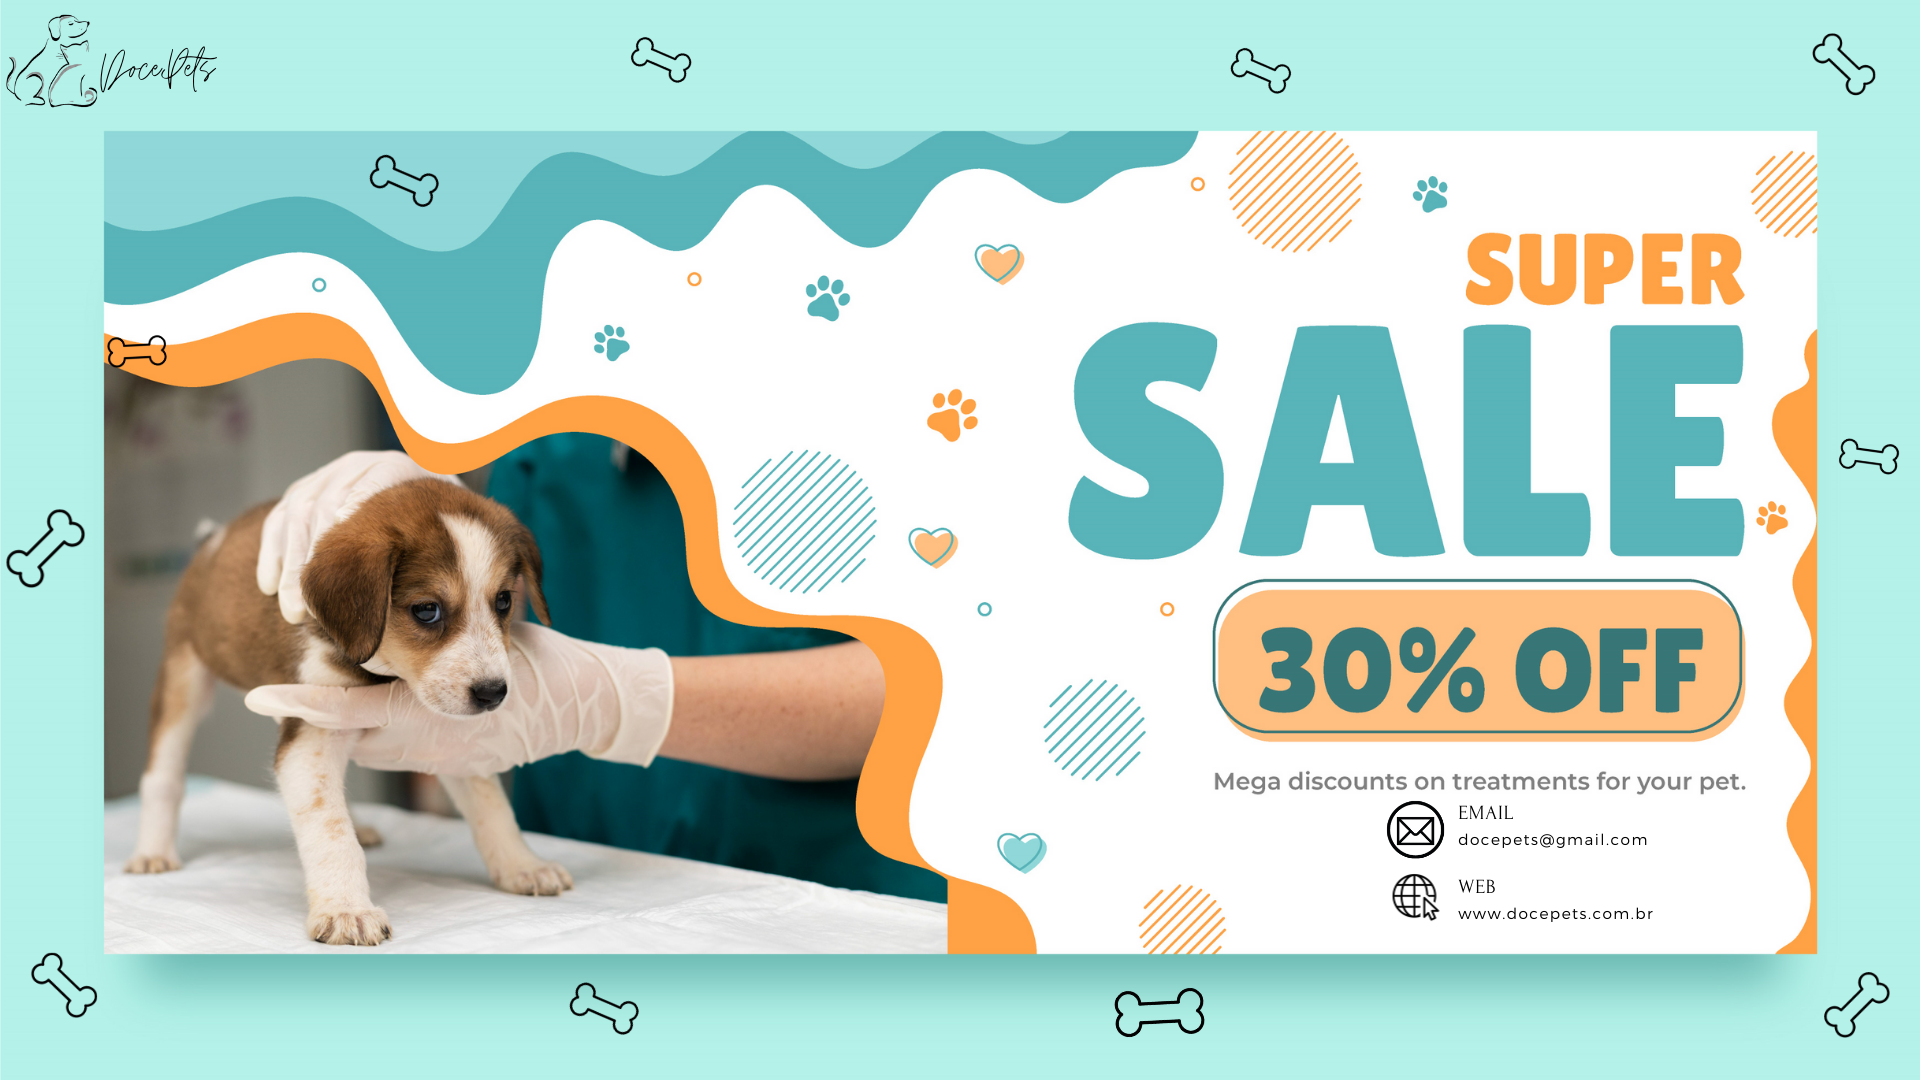 DocePets
SUPER
SALE
30% OFF
Mega discounts on treatments for your pet.
EMAIL
docepets@gmail.com
WEB
www.docepets.com.br